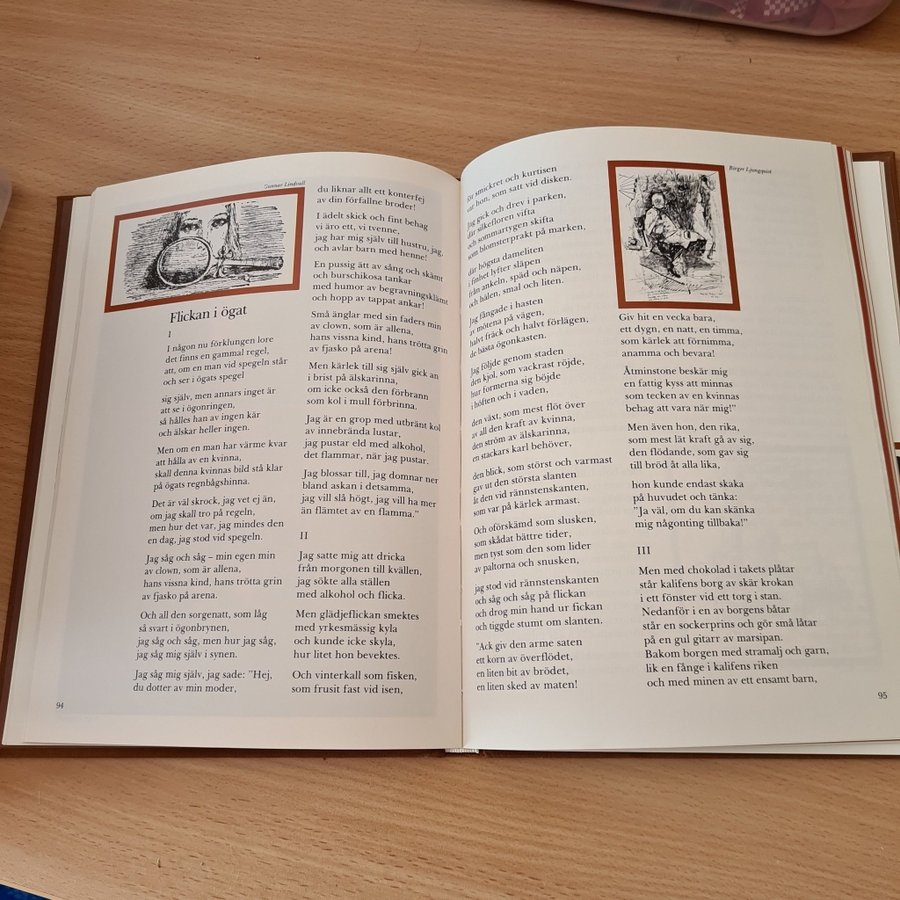 Gunnar Lindvall
Flickan i ögat
I
I någon nu förklungen lore
det finns en gammal regel,
att, om en man vid spegeln står
och ser i ögats spegel
sig själv, men annars inget är
att se i ögonringen,
så hålles han av ingen kär
och älskar heller ingen.
Men om en man har värme kvar
att hålla av en kvinna,
skall denna kvinnas bild stå klar
på ögats regnbågshinna.
Det är väl skrock, jag vet ej än,
om jag skall tro på regeln,
men hur det var, jag mindes den
en dag, jag stod vid spegeln.
Jag såg och såg – min egen min
av clown, som är allena,
hans vissna kind, hans trötta grin
av fjasko på arena.
Och all den sorgenatt, som låg
så svart i ögonbrynen,
jag såg och såg, men hur jag såg,
jag såg mig själv i synen.
Jag såg mig själv, jag sade: ”Hej,
du dotter av min moder,
94
du liknar allt ett konterfej
av din förfallne broder!
I ädelt skick och fint behag
vi äro ett, vi tvenne,
jag har mig själv till hustru, jag,
och avlar barn med henne!
En pussig ätt av sång och skämt
och burschikosa tankar
med humor av begravningsklämt
och hopp av tappat ankar!
Små änglar med sin faders min
av clown, som är allena,
hans vissna kind, hans trötta grin
av fjasko på arena!
Men kärlek till sig själv gick an
i brist på älskarinna,
om icke också den förbrann
som kol i mull förbrinna.
Jag är en grop med utbränt kol
av innebrända lustar,
jag pustar eld med alkohol,
det flammar, när jag pustar.
Jag blossar till, jag domnar ner
bland askan i detsamma,
jag vill slå högt, jag vill ha mer
än flämtet av en flamma.”
II
Jag satte mig att dricka
från morgonen till kvällen,
jag sökte alla ställen
med alkohol och flicka.
Men glädjeflickan smektes
med yrkesmässig kyla
och kunde icke skyla,
hur litet hon bevektes.
Och vinterkall som fisken,
som frusit fast vid isen,
för smickret och kurtisen
var hon, som satt vid disken.
Jag gick och drev i parken,
där silkefloren vifta
och sommartygen skifta
som blomsterprakt på marken,
där högsta dameliten
i finhet lyfter släpen
från ankeln, späd och näpen,
och hälen, smal och liten.
Jag fångade i hasten
av mötena på vägen,
halvt fräck och halvt förlägen,
de bästa ögonkasten.
Jag följde genom staden
den kjol, som vackrast röjde,
hur formerna sig böjde
i höften och i vaden,
den växt, som mest flöt över
av all den kraft av kvinna,
den ström av älskarinna,
en stackars karl behöver,
den blick, som störst och varmast
gav ut den största slanten
åt den vid rännstenskanten,
som var på kärlek armast.
Och oförskämd som slusken,
som skådat bättre tider,
men tyst som den som lider
av paltorna och snusken,
jag stod vid rännstenskanten
och såg och såg på flickan
och drog min hand ur fickan
och tiggde stumt om slanten.
”Ack giv den arme saten
ett korn av överflödet,
en liten bit av brödet,
en liten sked av maten!
Birger Ljungquist
Giv hit en vecka bara,
ett dygn, en natt, en timma,
som kärlek att förnimma,
anamma och bevara!
Åtminstone beskär mig
en fattig kyss att minnas
som tecken av en kvinnas
behag att vara när mig!”
Men även hon, den rika,
som mest lät kraft gå av sig,
den flödande, som gav sig
till bröd åt alla lika,
hon kunde endast skaka
på huvudet och tänka:
”Ja väl, om du kan skänka
mig någonting tillbaka!”
III
Men med chokolad i takets plåtar
står kalifens borg av skär krokan
i ett fönster vid ett torg i stan.
Nedanför i en av borgens båtar
står en sockerprins och gör små låtar
på en gul gitarr av marsipan.
Bakom borgen med stramalj och garn,
lik en fånge i kalifens riken
och med minen av ett ensamt barn,
95